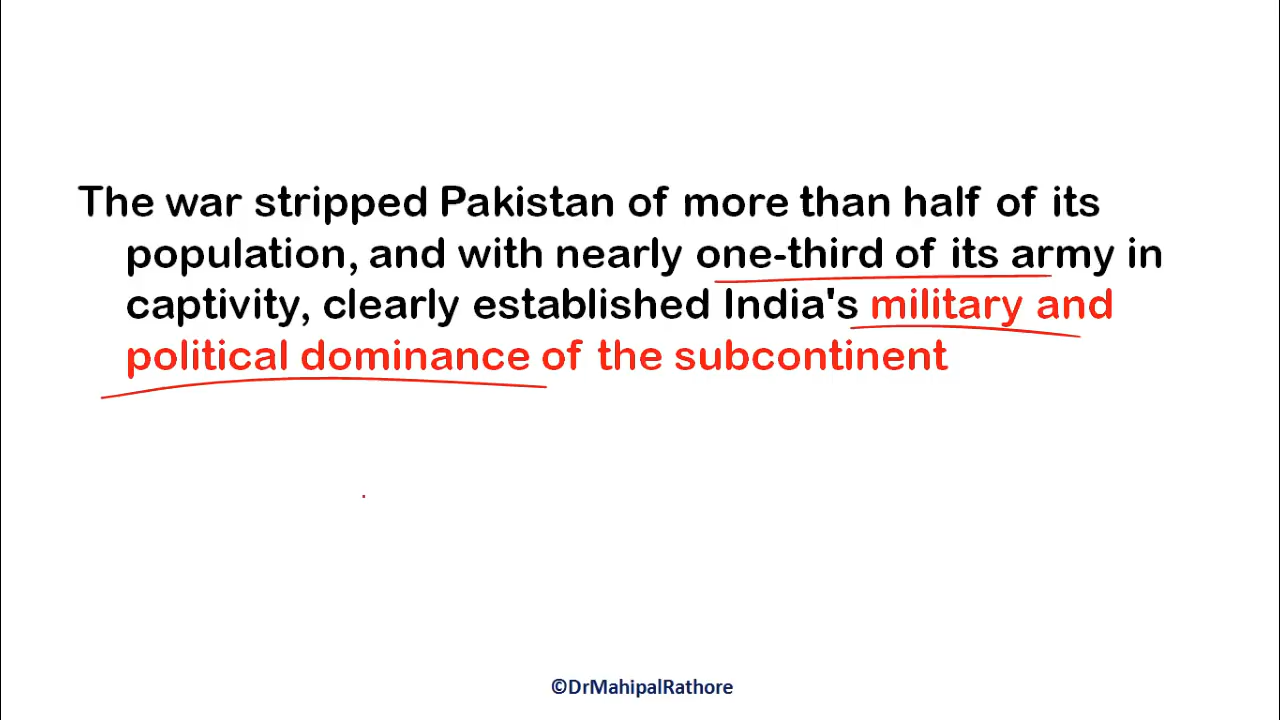 The war stripped Pakistan of more than half of its
population, and with nearly one-third of its army in
captivity, clearly established India's military and
political dominance of the subcontinent
©DrMahipalRathore